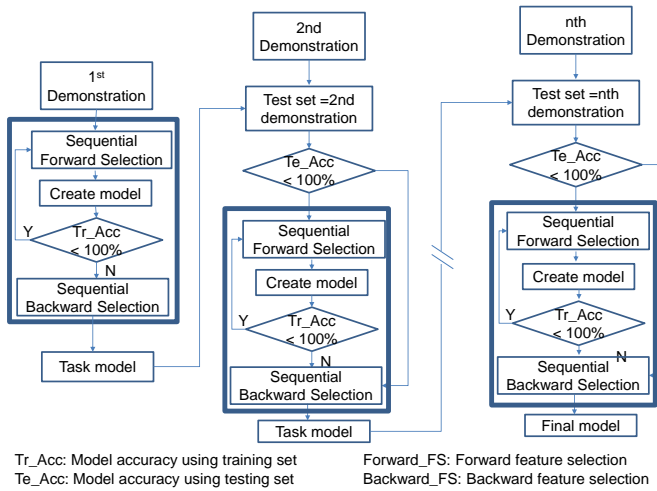 1st
Demonstration
Sequential
Forward Selection
Create model
Tr_Acc
< 100%
Y
N
Sequential
Backward Selection
Task model
2nd
Demonstration
Test set =2nd
demonstration
Te_Acc
< 100%
Sequential
Forward Selection
Create model
Tr_Acc
< 100%
Y
N
Sequential
Backward Selection
Task model
nth
Demonstration
Test set =nth
demonstration
Te_Acc
< 100%
Sequential
Forward Selection
Create model
Tr_Acc
< 100%
Y
N
Sequential
Backward Selection
Final model
Tr_Acc: Model accuracy using training set
Te_Acc: Model accuracy using testing set
Forward_FS: Forward feature selection
Backward_FS: Backward feature selection